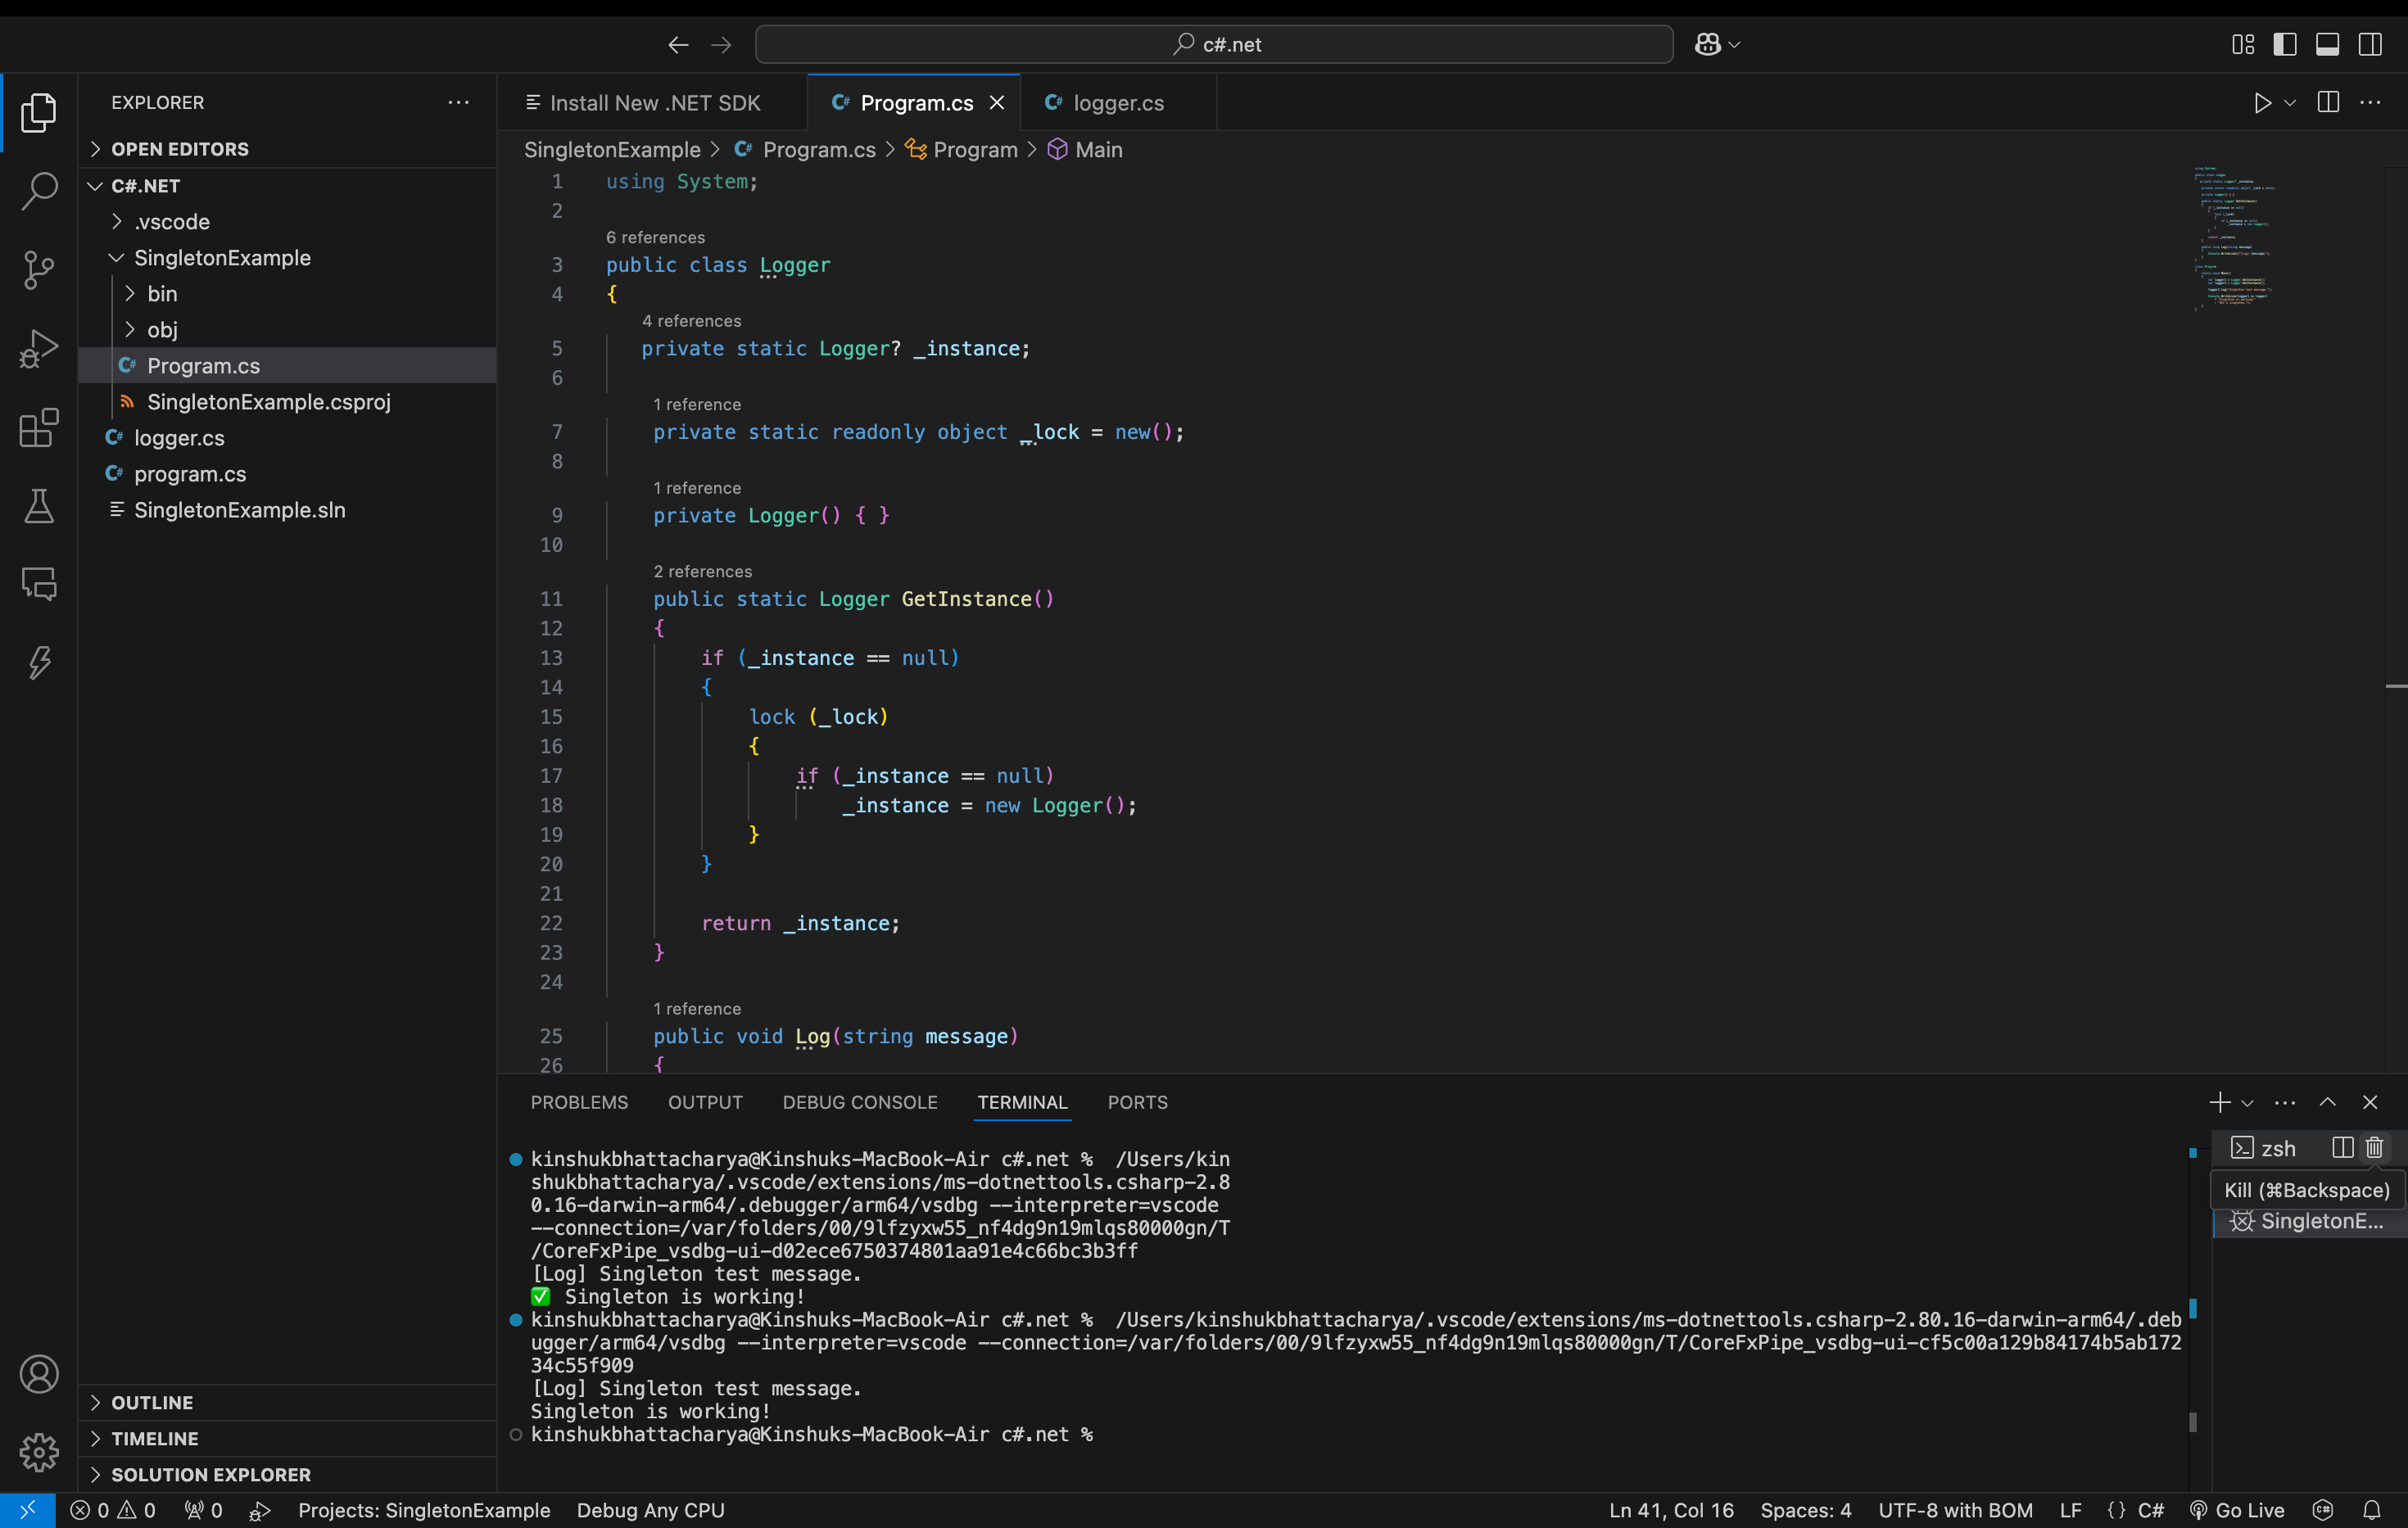 c#.net
EXPLORER
OPEN EDITORS
C#.NET
.vscode
SingletonExample
bin
obj
Program.cs
SingletonExample.csproj
logger.cs
program.cs
SingletonExample.sln
OUTLINE
TIMELINE
SOLUTION EXPLORER
Install New .NET SDK
Program.cs
logger.cs
SingletonExample > Program.cs > Program > Main
1 using System;
2
6 references
3 public class Logger
4 {
4 references
5 private static Logger? _instance;
6
1 reference
7 private static readonly object _lock = new();
8
1 reference
9 private Logger() { }
10
2 references
11 public static Logger GetInstance()
12 {
13 if (_instance == null)
14 {
15 lock (_lock)
16 {
17 if (_instance == null)
18 _instance = new Logger();
19 }
20 }
21
22 return _instance;
23 }
24
1 reference
25 public void Log(string message)
26 {
PROBLEMS OUTPUT DEBUG CONSOLE TERMINAL PORTS
kinshukbhattacharya@Kinshuks-MacBook-Air c#.net % /Users/kin
shukbhattacharya/.vscode/extensions/ms-dotnettools.csharp-2.8
0.16-darwin-arm64/.debugger/arm64/vsdbg --interpreter=vscode
--connection=/var/folders/00/9lfzyxw55_nf4dg9n19mlqs80000gn/T
/CoreFxPipe_vsdbg-ui-d02ece6750374801aa91e4c66bc3b3ff
[Log] Singleton test message.
✅ Singleton is working!
kinshukbhattacharya@Kinshuks-MacBook-Air c#.net % /Users/kinshukbhattacharya/.vscode/extensions/ms-dotnettools.csharp-2.80.16-darwin-arm64/.deb
ugger/arm64/vsdbg --interpreter=vscode --connection=/var/folders/00/9lfzyxw55_nf4dg9n19mlqs80000gn/T/CoreFxPipe_vsdbg-ui-cf5c00a129b84174b5ab172
34c55f909
[Log] Singleton test message.
Singleton is working!
kinshukbhattacharya@Kinshuks-MacBook-Air c#.net %
zsh
Kill (⌘Backspace)
SingletonE...
0 0 0 Projects: SingletonExample Debug Any CPU Ln 41, Col 16 Spaces: 4 UTF-8 with BOM LF {} C# Go Live